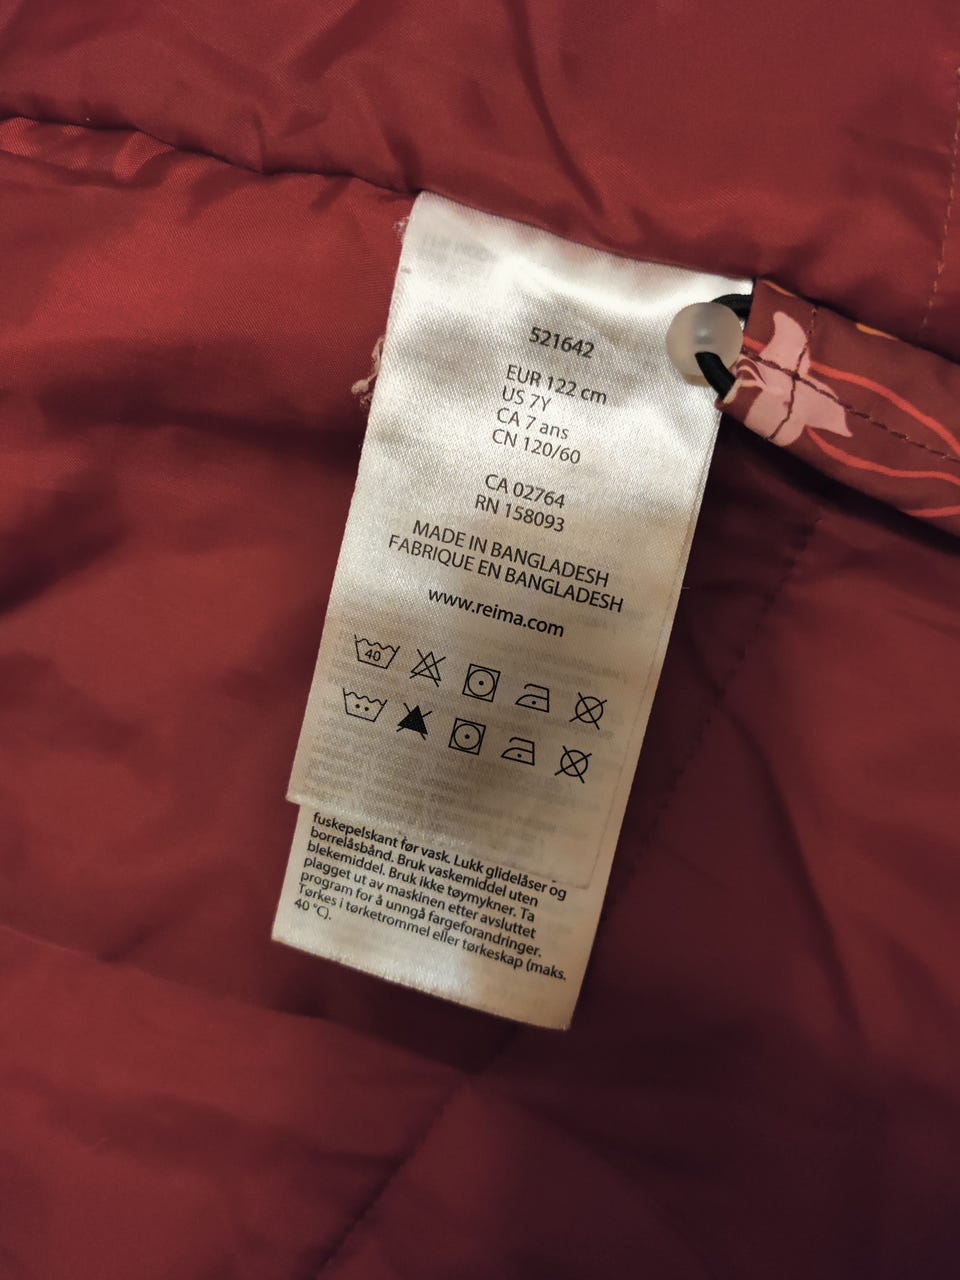 521642
EUR 122 cm
US 7Y
CA 7 ans
CN 120/60
CA 02764
RN 158093
MADE IN BANGLADESH
FABRIQUE EN BANGLADESH
www.reima.com
40
fuskepelskant før vask. Lukk glidelåser og
borrelåsbånd. Bruk vaskemiddel uten
blekemiddel. Bruk ikke tøymykner. Ta
plagget ut av maskinen etter avsluttet
program for å unngå fargeforandringer.
Tørkes i tørketrommel eller tørkeskap (maks.
40 °C).